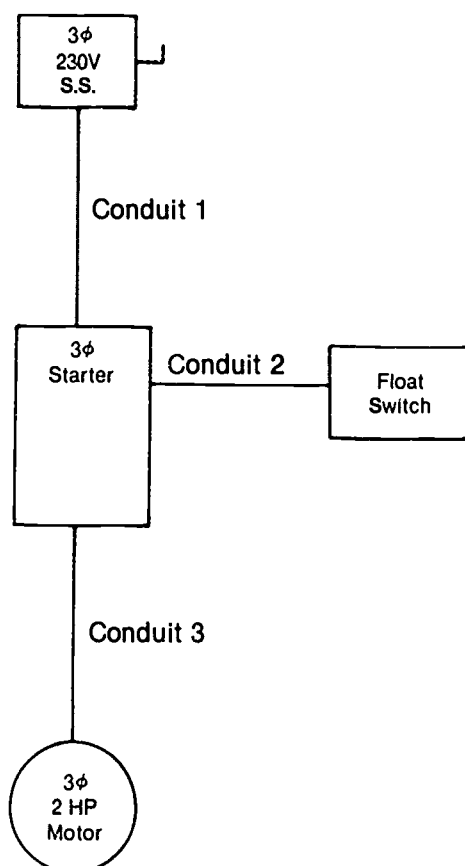 3φ
230V
S.S.
Conduit 1
3φ
Starter
Conduit 2
Float
Switch
Conduit 3
3φ
2 HP
Motor